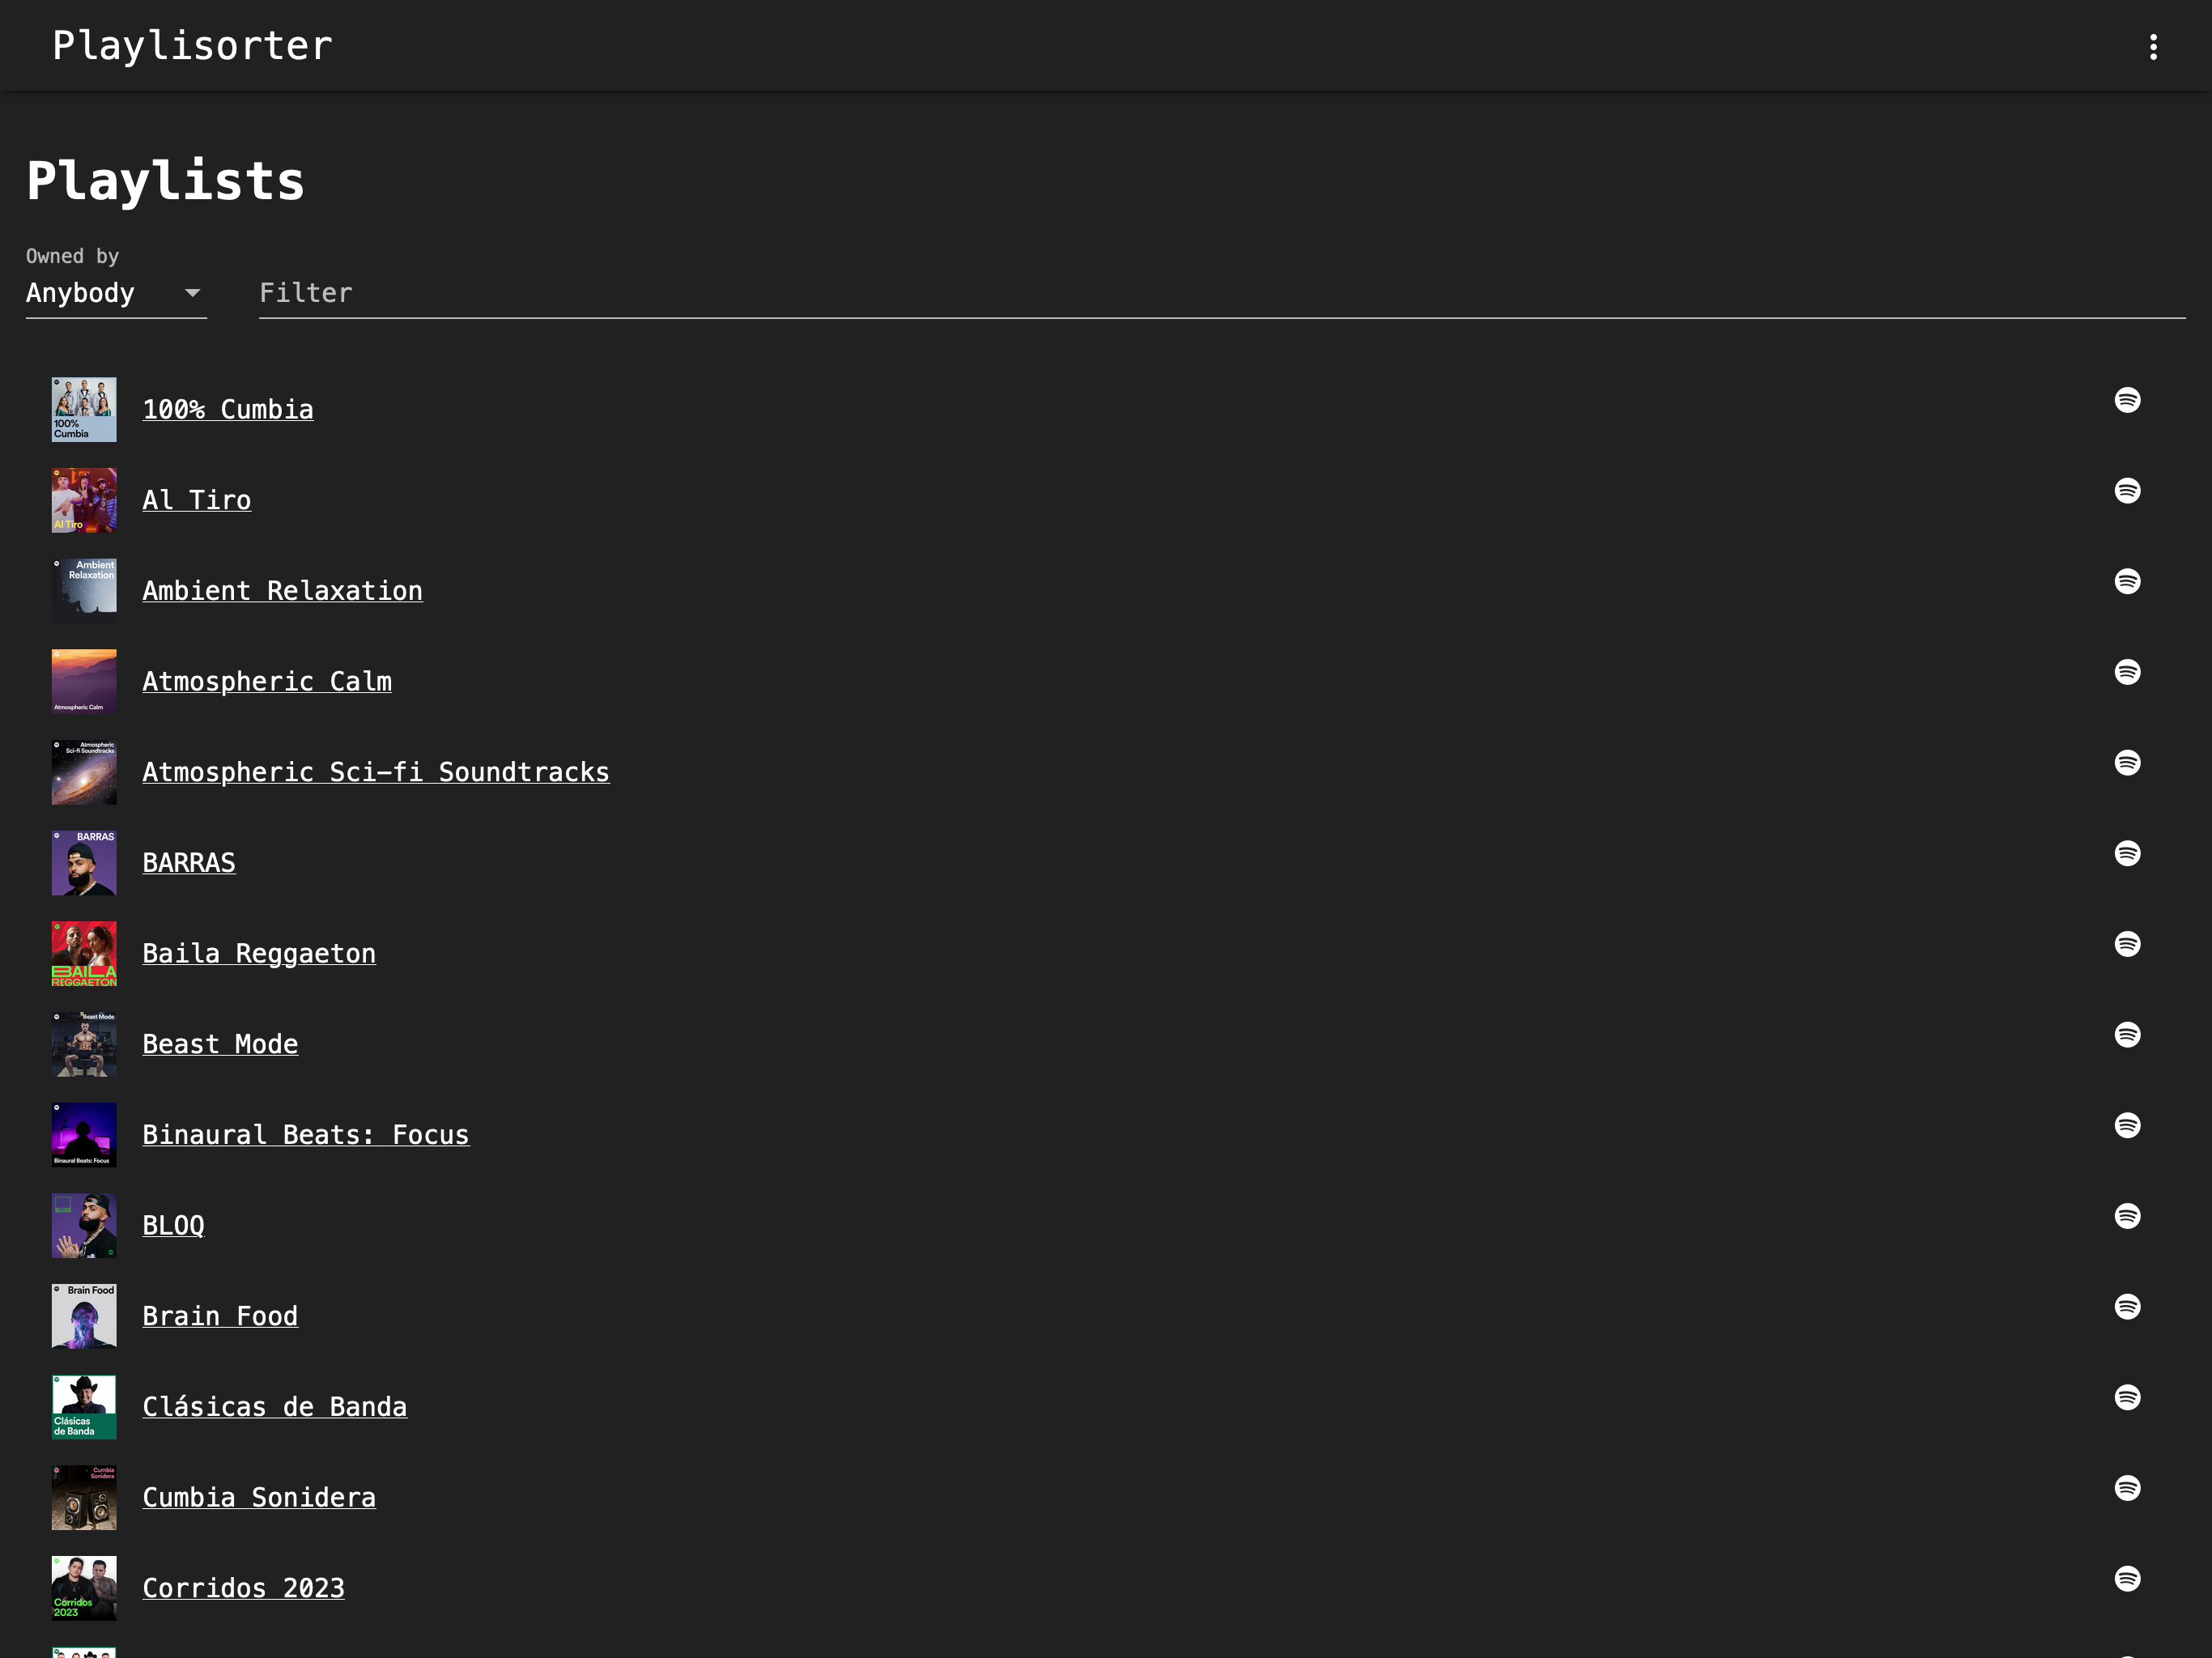 Playlisorter
Playlists
Owned by
Anybody
Filter
100%
Cumbia
100% Cumbia
Al Tiro
Al Tiro
Ambient
Relaxation
Ambient Relaxation
Atmospheric Calm
Atmospheric Calm
Atmospheric
Sci-fi Soundtracks
Atmospheric Sci-fi Soundtracks
BARRAS
BARRAS
BAILA
REGGAETON
Baila Reggaeton
Beast Mode
Beast Mode
Binaural Beats: Focus
Binaural Beats: Focus
BLOQ
BLOQ
Brain Food
Brain Food
Clásicas
de Banda
Clásicas de Banda
Cumbia
Sonidera
Cumbia Sonidera
Corridos
2023
Corridos 2023